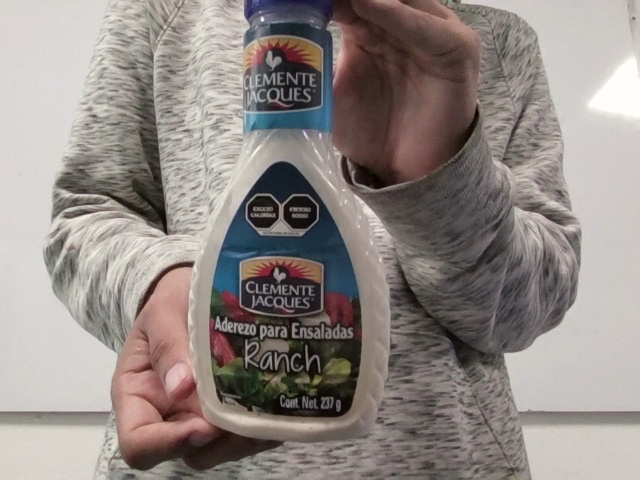 CLEMENTE
JACQUES
EXCESO CALORÍAS
EXCESO SODIO
CLEMENTE
JACQUES
Aderezo para Ensaladas
Ranch
Cont. Net. 237 g